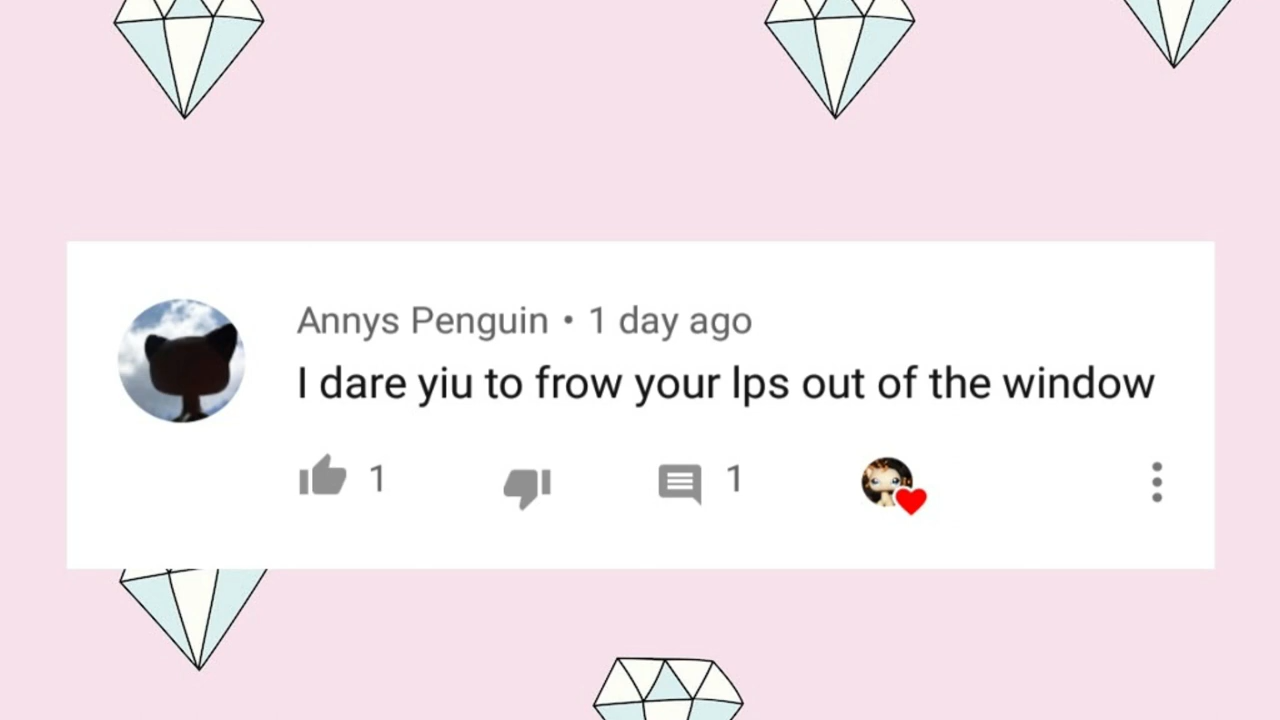 Annys Penguin • 1 day ago
I dare yiu to frow your lps out of the window
1 1